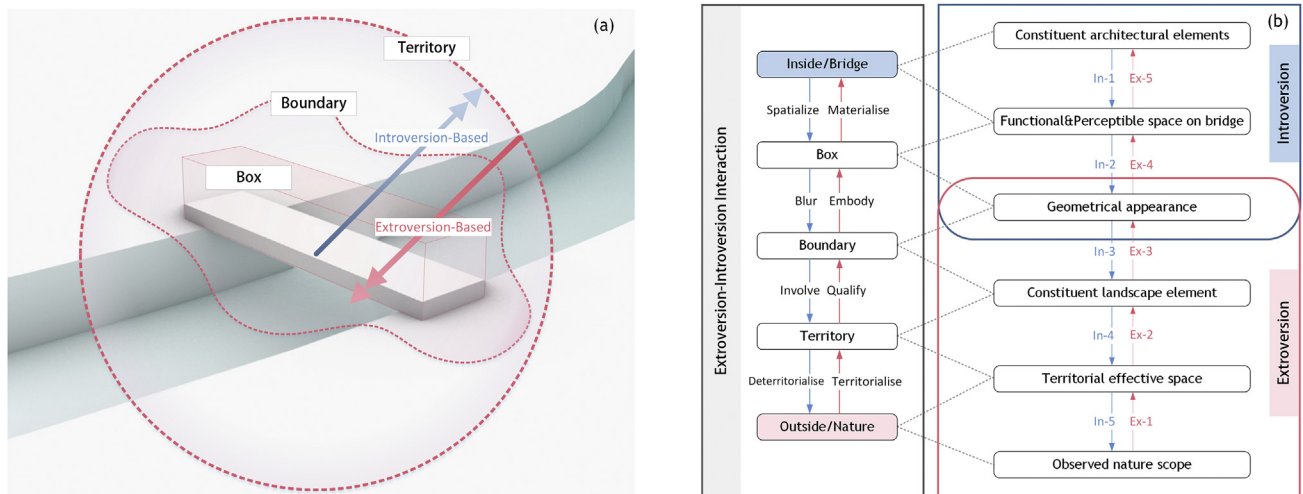 (a)
Territory
Boundary
Introversion-Based
Box
Extroversion-Based
(b)
Extroversion-Introversion Interaction
Inside/Bridge
Spatialize Materialise
Box
Blur Embody
Boundary
Involve Qualify
Territory
Deterritorialise Territorialise
Outside/Nature
Constituent architectural elements
In-1 Ex-5
Functional&Perceptible space on bridge
In-2 Ex-4
Geometrical appearance
In-3 Ex-3
Constituent landscape element
In-4 Ex-2
Territorial effective space
In-5 Ex-1
Observed nature scope
Introversion
Extroversion